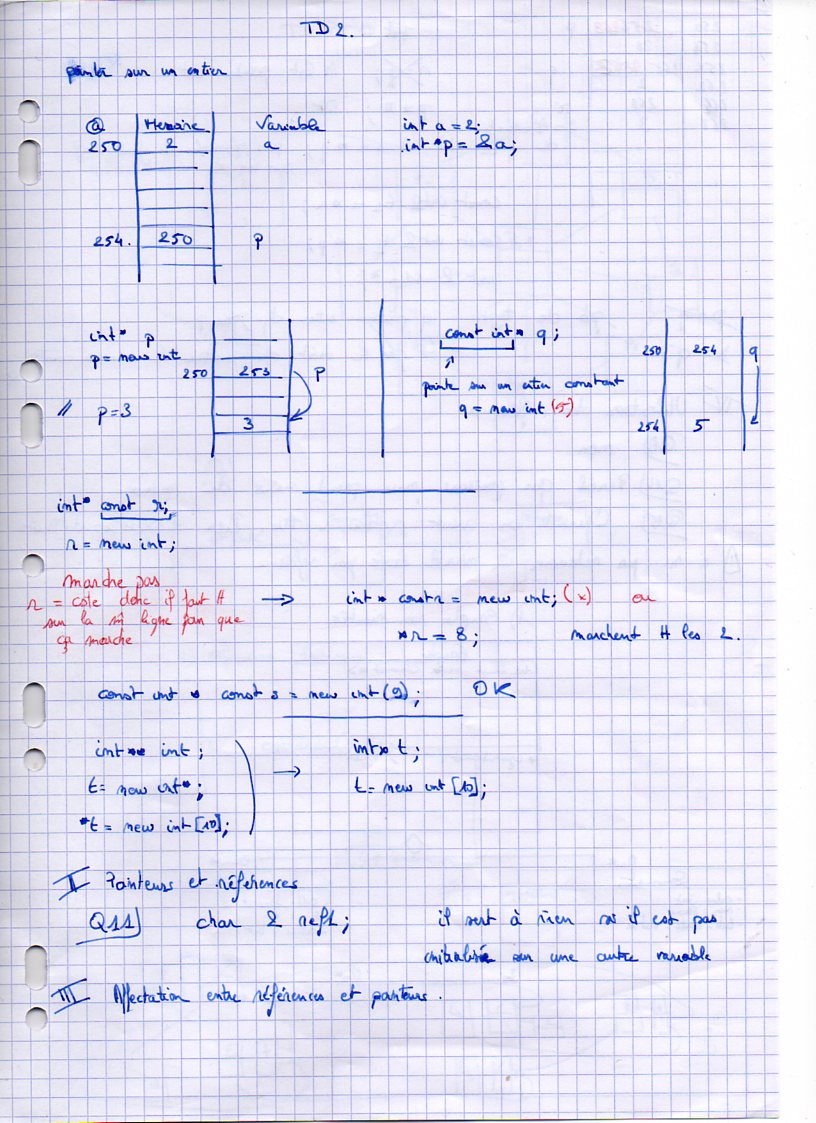 TD 2.
pointe sur un entier
@ Memoire Variable int a = 2;
250 2 a int *p = &a;
254. 250 p
int* p
p = new int
250 253 p
// p=3
3
const int* q;
250 254 q
pointe sur un entier constant
q = new int (5)
254 5
int* const r;
r = new int;
marche pas
r = cste donc il faut tt
sur la m̂ ligne pour que
ça marche
→ int * const r = new int; (x) ou
*r = 8; marchent tt les 2.
const int * const s = new int (9); OK
int** int ;
t = new int*;
*t = new int [10];
→ int* t ;
t = new int [10];
I Pointeurs et références
Q11) char & ref1; il sert à rien si il est pas
initialisée sur une autre variable
III Affectation entre références et pointeurs.